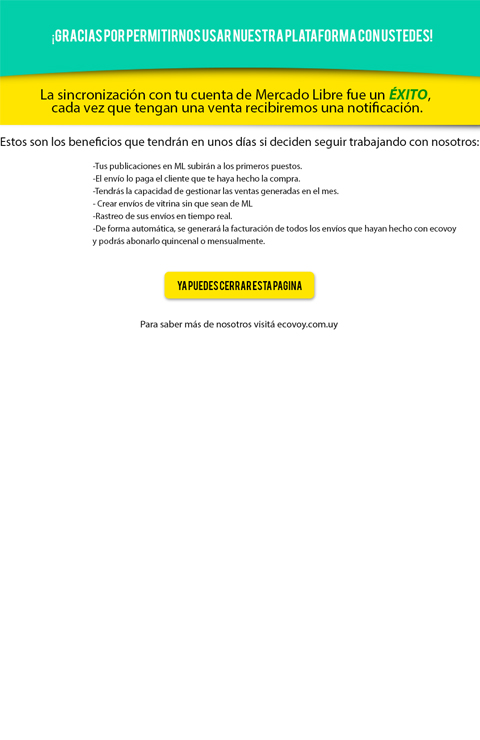 ¡GRACIAS POR PERMITIRNOS USAR NUESTRA PLATAFORMA CON USTEDES!
La sincronización con tu cuenta de Mercado Libre fue un ÉXITO,
cada vez que tengan una venta recibiremos una notificación.
Estos son los beneficios que tendrán en unos días si deciden seguir trabajando con nosotros:
-Tus publicaciones en ML subirán a los primeros puestos.
-El envío lo paga el cliente que te haya hecho la compra.
-Tendrás la capacidad de gestionar las ventas generadas en el mes.
- Crear envíos de vitrina sin que sean de ML
-Rastreo de sus envíos en tiempo real.
-De forma automática, se generará la facturación de todos los envíos que hayan hecho con ecovoy
y podrás abonarlo quincenal o mensualmente.
YA PUEDES CERRAR ESTA PAGINA
Para saber más de nosotros visitá ecovoy.com.uy